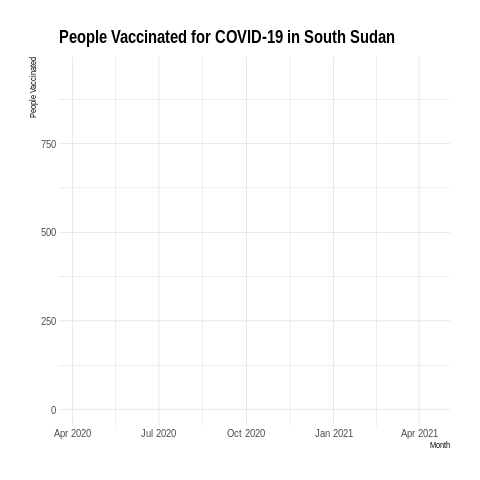 People Vaccinated for COVID-19 in South Sudan
People Vaccinated
750
500
250
0
Apr 2020 Jul 2020 Oct 2020 Jan 2021 Apr 2021
Month